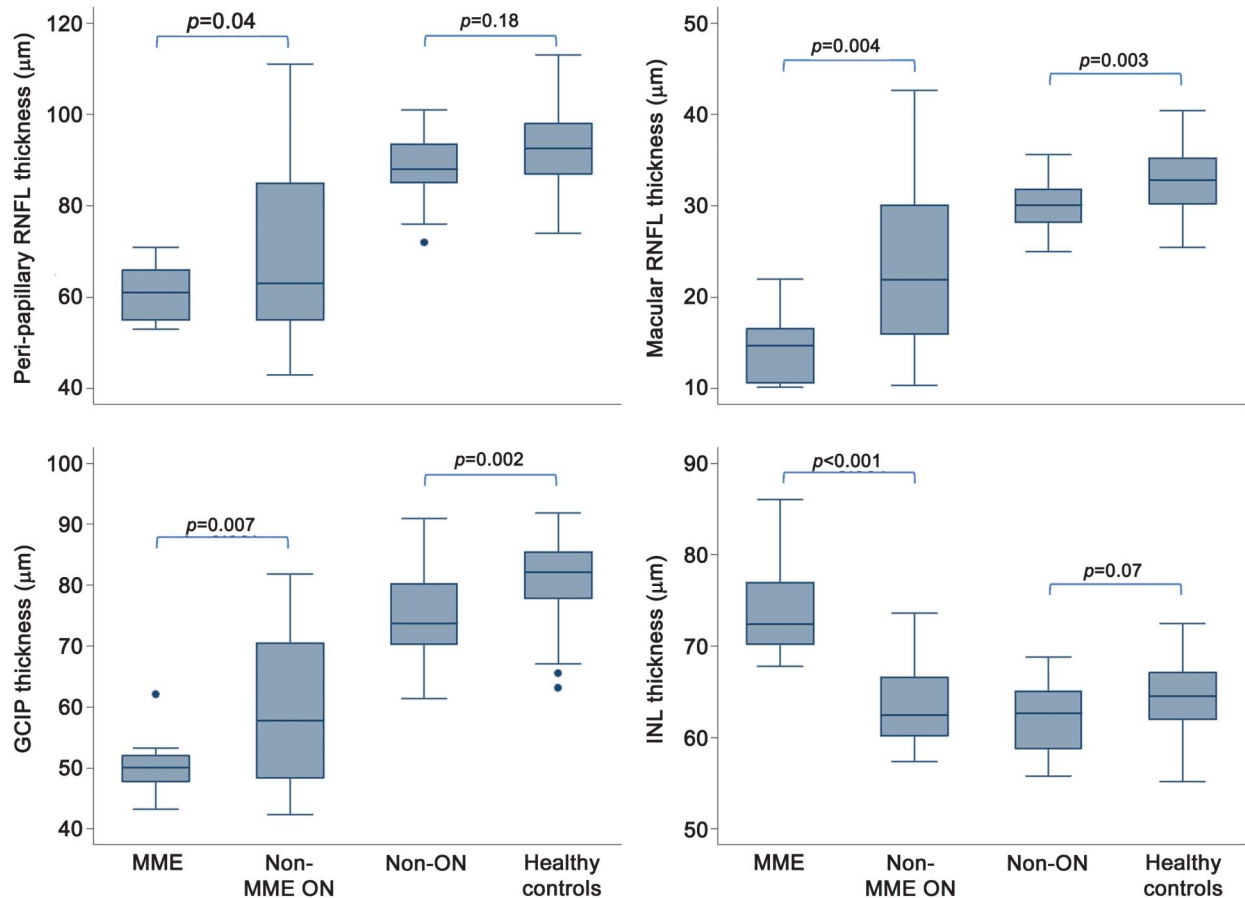 Peri-papillary RNFL thickness (μm)
120
100
80
60
40
p=0.04
p=0.18
Macular RNFL thickness (μm)
50
40
30
20
10
p=0.004
p=0.003
GCIP thickness (μm)
100
90
80
70
60
50
40
p=0.007
p=0.002
MME
Non-
MME ON
Non-ON
Healthy
controls
INL thickness (μm)
90
80
70
60
50
p<0.001
p=0.07
MME
Non-
MME ON
Non-ON
Healthy
controls